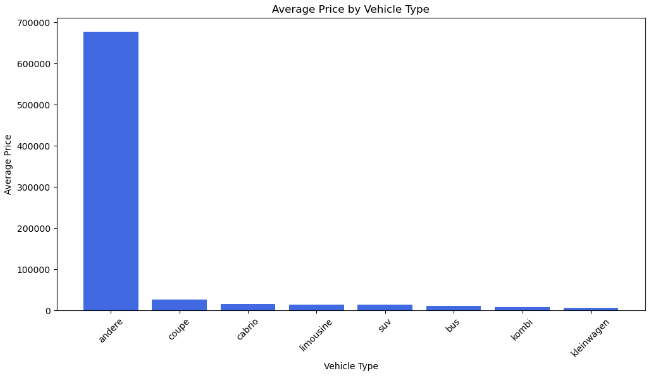 Average Price by Vehicle Type
700000
600000
500000
400000
300000
200000
100000
0
Average Price
andere
coupe
cabrio
limousine
suv
bus
kombi
kleinwagen
Vehicle Type